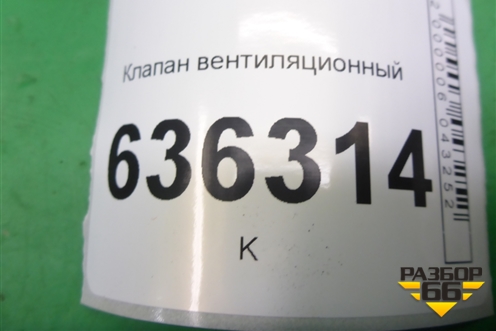 Клапан вентиляционный
636314
К
2000006043252
РАЗБОР
66